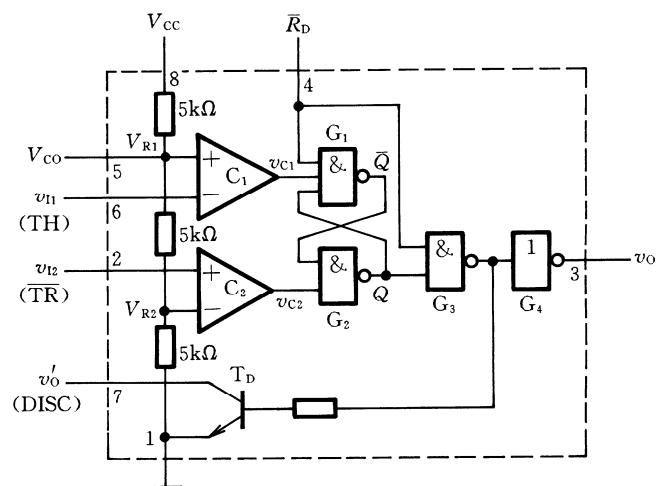 V_CC
R̅_D
8
4
5kΩ
G₁
V_R1
V_CO
5
+
−
C₁
v_C1
&
Q̅
v_I1
(TH)
6
5kΩ
v_I2
(T̅R̅)
2
+
−
C₂
v_C2
&
Q
G₂
&
G₃
1
G₄
3
v_O
V_R2
5kΩ
v′_O
(DISC)
7
T_D
1